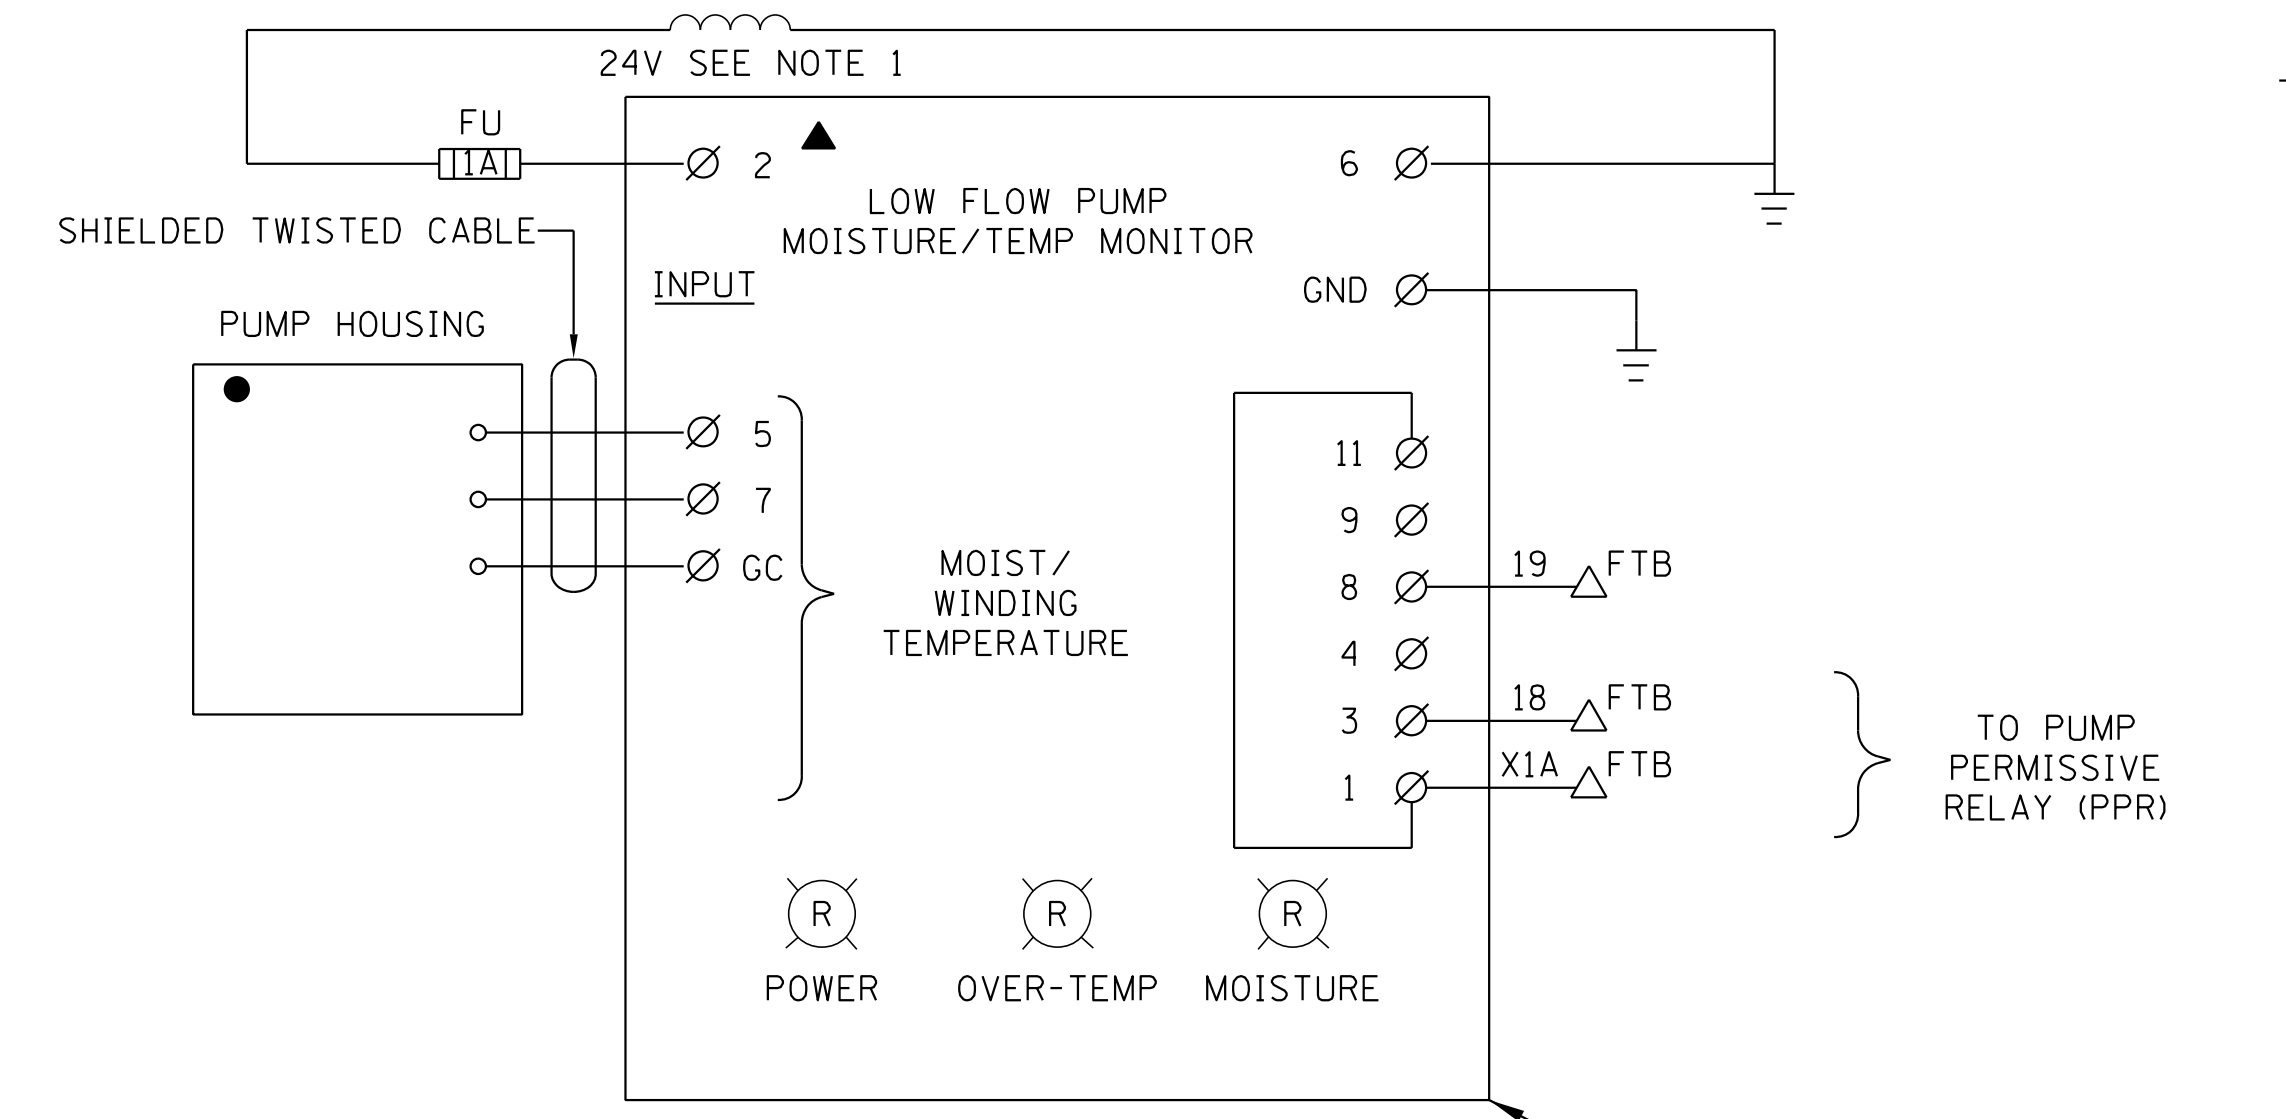 24V SEE NOTE 1
FU
1A
2
6
LOW FLOW PUMP
MOISTURE/TEMP MONITOR
SHIELDED TWISTED CABLE
INPUT
GND
PUMP HOUSING
5
7
GC
MOIST/
WINDING
TEMPERATURE
11
9
8
19
FTB
4
3
18
FTB
1
X1A
FTB
TO PUMP
PERMISSIVE
RELAY (PPR)
R
R
R
POWER
OVER-TEMP
MOISTURE